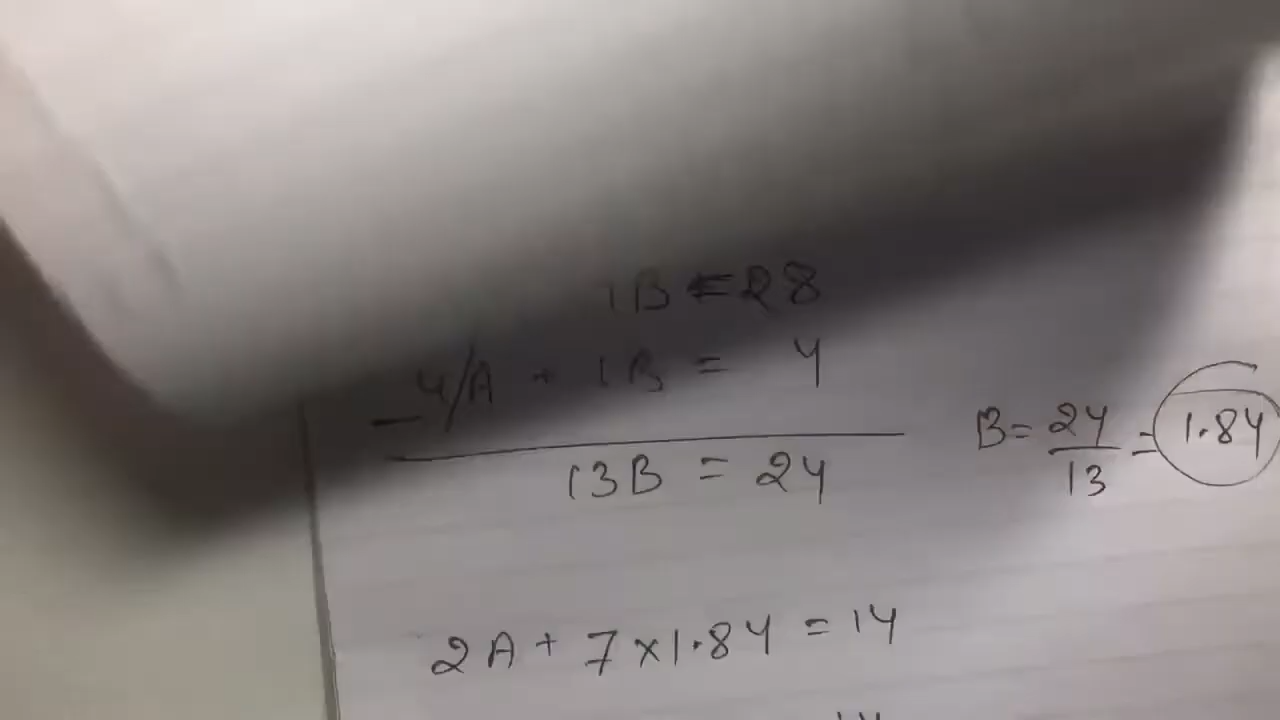 1B = 28
- 4A + 1B = 4
13B = 24
B = 24/13 = 1.84
2A + 7 x 1.84 = 14